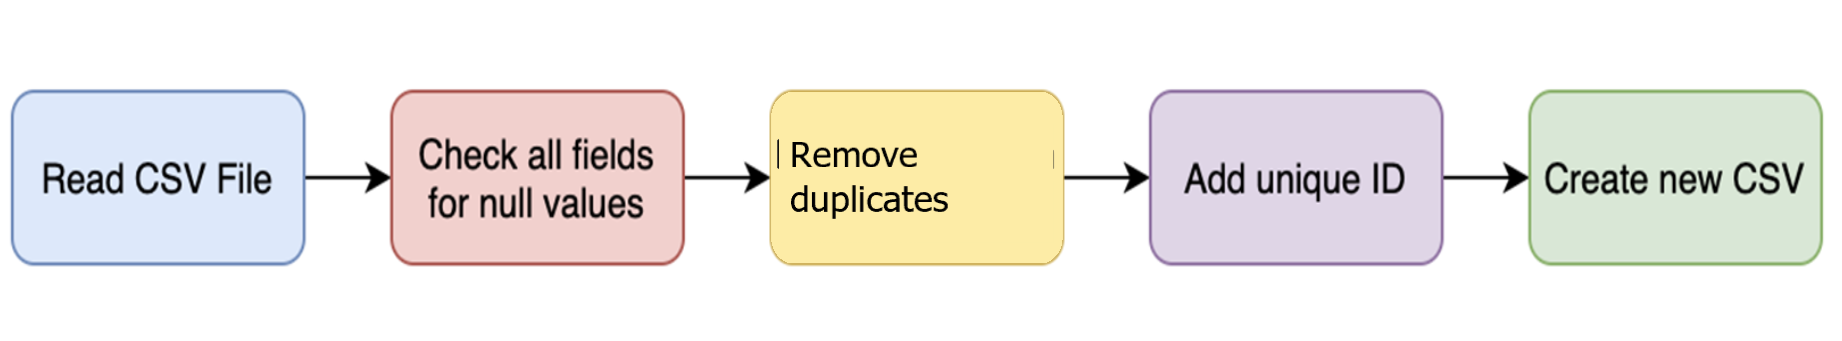 Read CSV File
Check all fields
for null values
Remove
duplicates
Add unique ID
Create new CSV